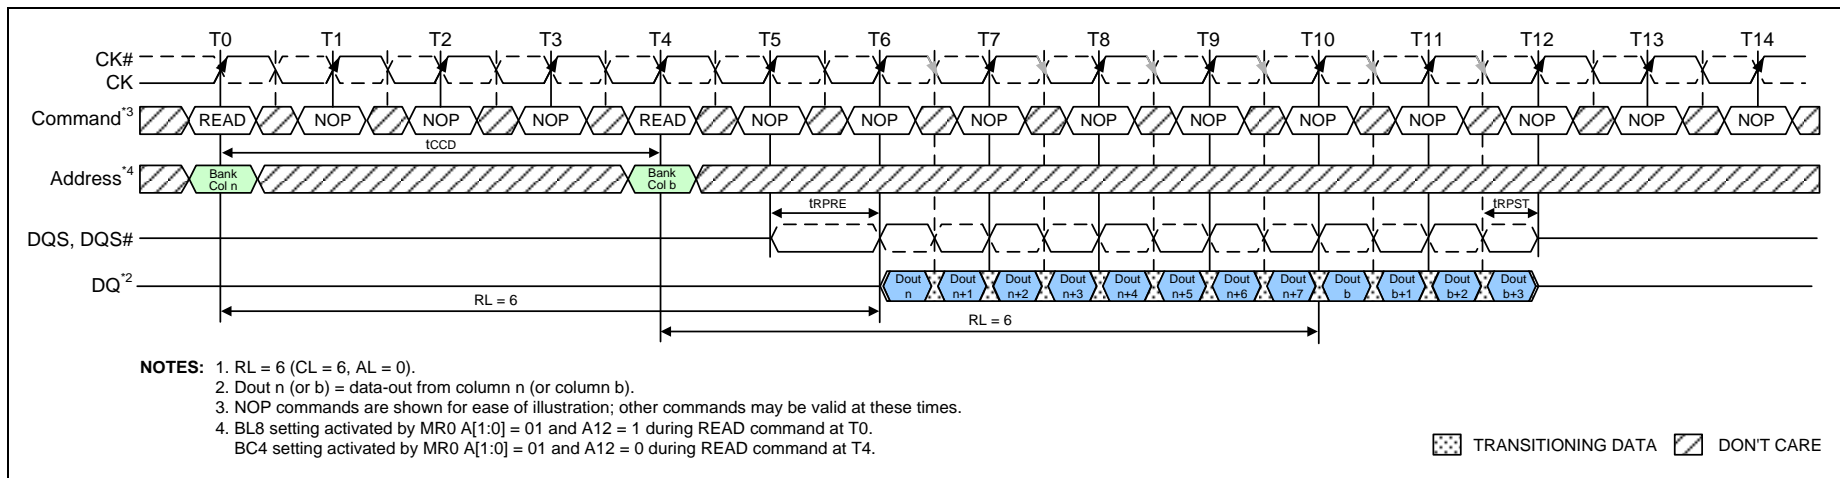 T0 T1 T2 T3 T4 T5 T6 T7 T8 T9 T10 T11 T12 T13 T14
CK#
CK
Command*3 READ NOP NOP NOP READ NOP NOP NOP NOP NOP NOP NOP NOP NOP NOP
tCCD
Address*4 Bank Col n Bank Col b
tRPRE tRPST
DQS, DQS#
DQ*2 Dout n Dout n+1 Dout n+2 Dout n+3 Dout n+4 Dout n+5 Dout n+6 Dout n+7 Dout b Dout b+1 Dout b+2 Dout b+3
RL = 6
RL = 6
NOTES: 1. RL = 6 (CL = 6, AL = 0).
2. Dout n (or b) = data-out from column n (or column b).
3. NOP commands are shown for ease of illustration; other commands may be valid at these times.
4. BL8 setting activated by MR0 A[1:0] = 01 and A12 = 1 during READ command at T0.
BC4 setting activated by MR0 A[1:0] = 01 and A12 = 0 during READ command at T4.
TRANSITIONING DATA DON'T CARE